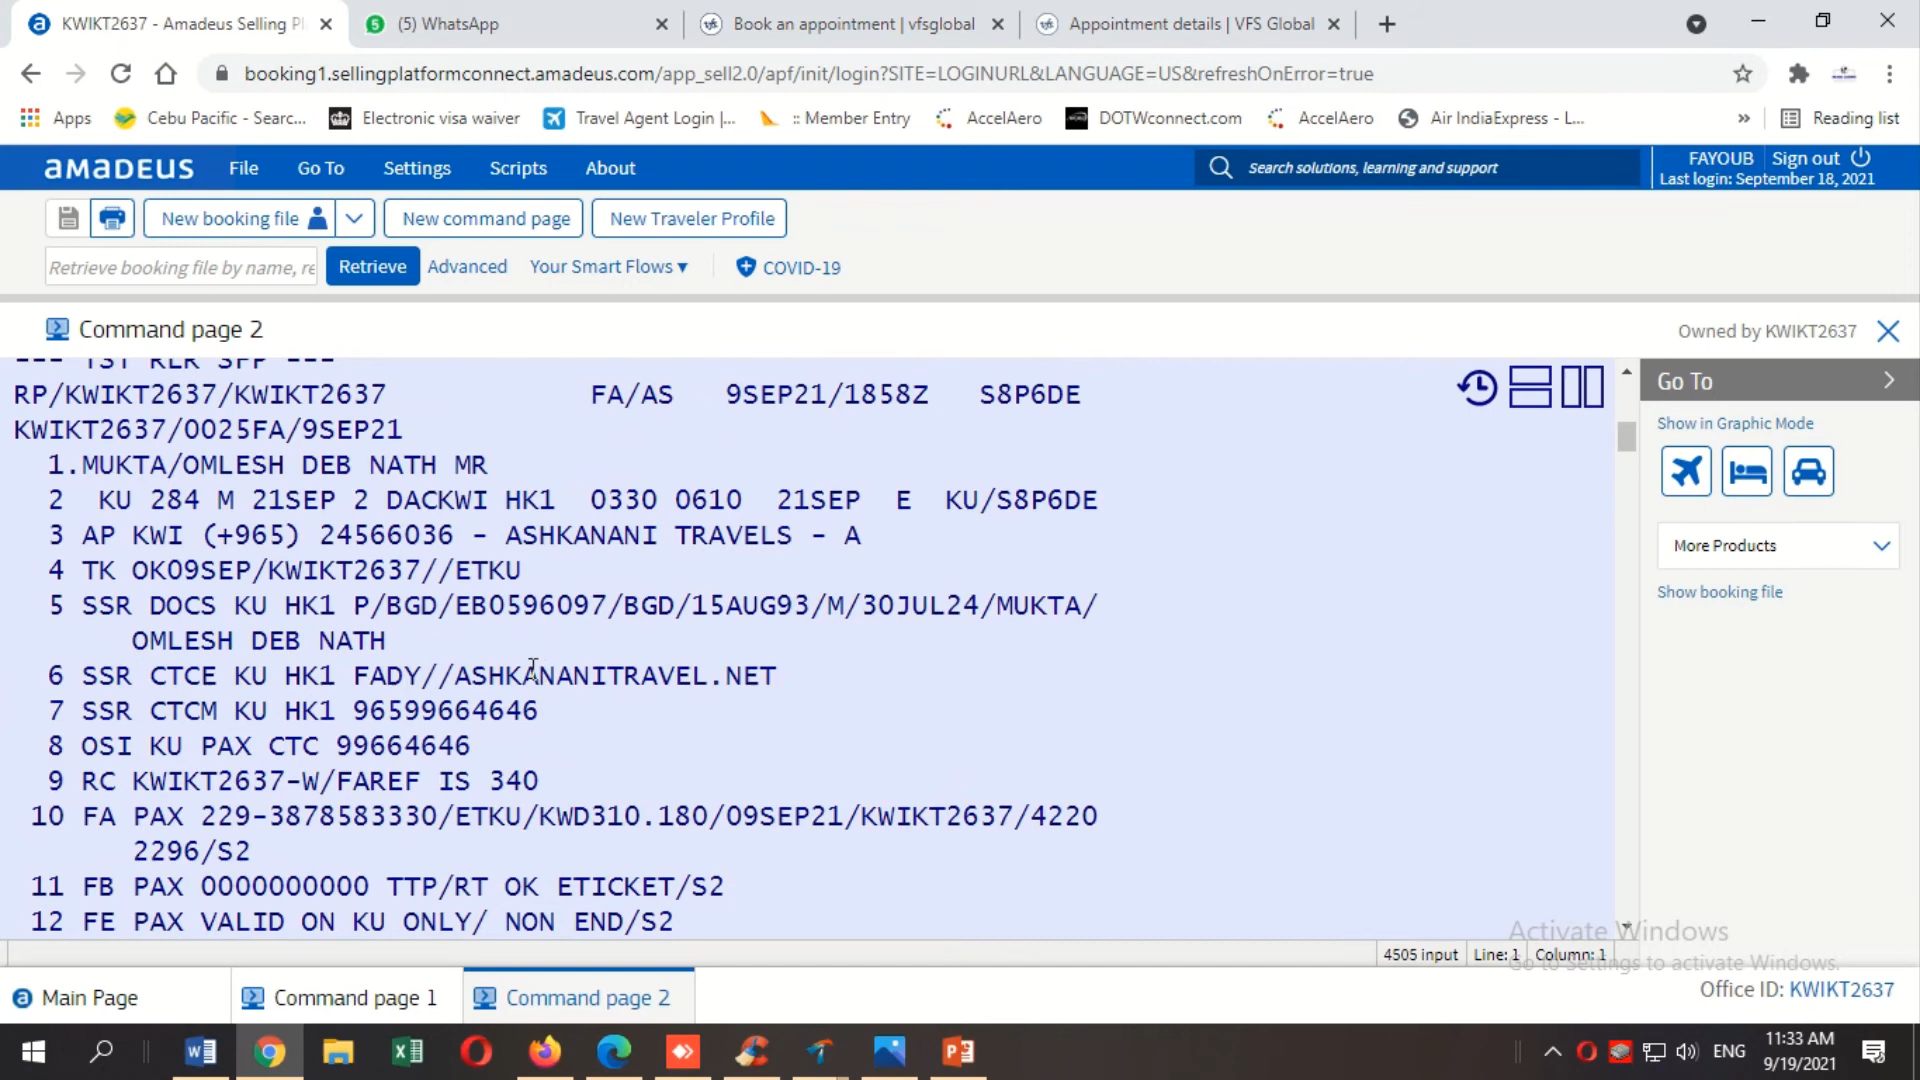 KWIKT2637 - Amadeus Selling Pl
(5) WhatsApp
Book an appointment | vfsglobal
Appointment details | VFS Global
booking1.sellingplatformconnect.amadeus.com/app_sell2.0/apf/init/login?SITE=LOGINURL&LANGUAGE=US&refreshOnError=true
Apps
Cebu Pacific - Searc...
Electronic visa waiver
Travel Agent Login |...
:: Member Entry
AccelAero
DOTWconnect.com
AccelAero
Air IndiaExpress - L...
»
Reading list
amadeus
File
Go To
Settings
Scripts
About
Search solutions, learning and support
FAYOUB
Sign out
Last login: September 18, 2021
New booking file
New command page
New Traveler Profile
Retrieve booking file by name, re
Retrieve
Advanced
Your Smart Flows ▾
COVID-19
Command page 2
Owned by KWIKT2637
--- TST RLR SFP ---
RP/KWIKT2637/KWIKT2637 FA/AS 9SEP21/1858Z S8P6DE
KWIKT2637/0025FA/9SEP21
1.MUKTA/OMLESH DEB NATH MR
2 KU 284 M 21SEP 2 DACKWI HK1 0330 0610 21SEP E KU/S8P6DE
3 AP KWI (+965) 24566036 - ASHKANANI TRAVELS - A
4 TK OK09SEP/KWIKT2637//ETKU
5 SSR DOCS KU HK1 P/BGD/EB0596097/BGD/15AUG93/M/30JUL24/MUKTA/
OMLESH DEB NATH
6 SSR CTCE KU HK1 FADY//ASHKANANITRAVEL.NET
7 SSR CTCM KU HK1 96599664646
8 OSI KU PAX CTC 99664646
9 RC KWIKT2637-W/FAREF IS 340
10 FA PAX 229-3878583330/ETKU/KWD310.180/09SEP21/KWIKT2637/4220
2296/S2
11 FB PAX 0000000000 TTP/RT OK ETICKET/S2
12 FE PAX VALID ON KU ONLY/ NON END/S2
Go To
Show in Graphic Mode
More Products
Show booking file
Activate Windows
Go to Settings to activate Windows.
4505 input
Line: 1
Column: 1
Main Page
Command page 1
Command page 2
Office ID: KWIKT2637
ENG
11:33 AM
9/19/2021